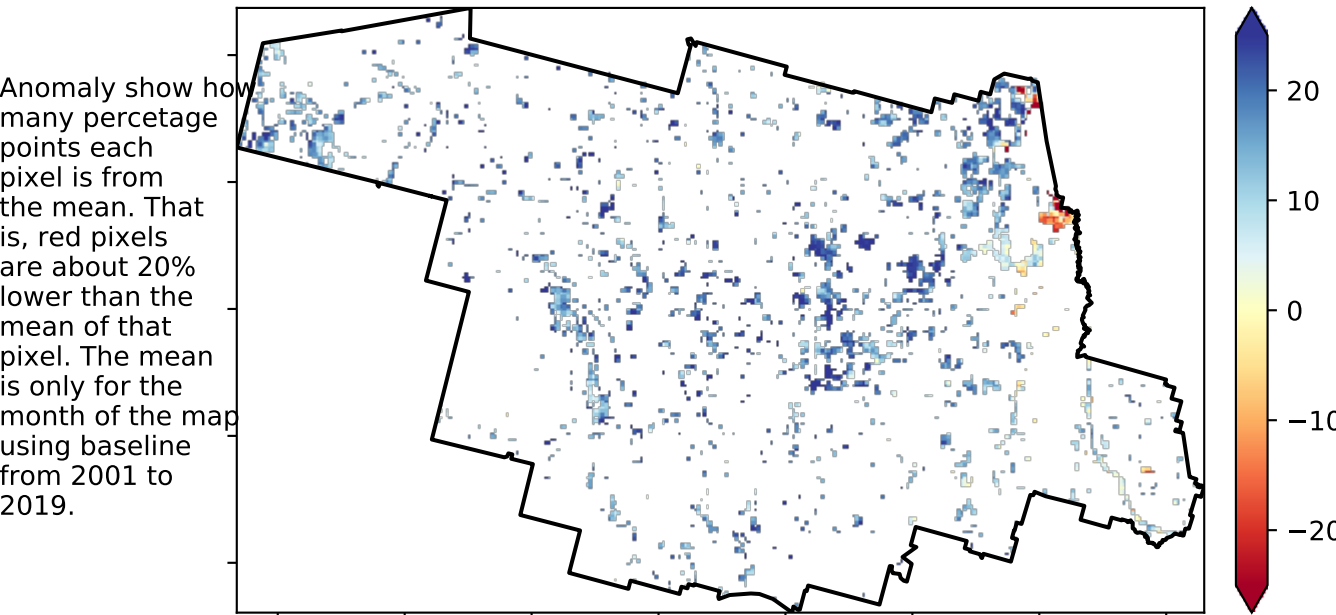 Anomaly show how
many percetage
points each
pixel is from
the mean. That
is, red pixels
are about 20%
lower than the
mean of that
pixel. The mean
is only for the
month of the map
using baseline
from 2001 to
2019.
20
10
0
−10
−20